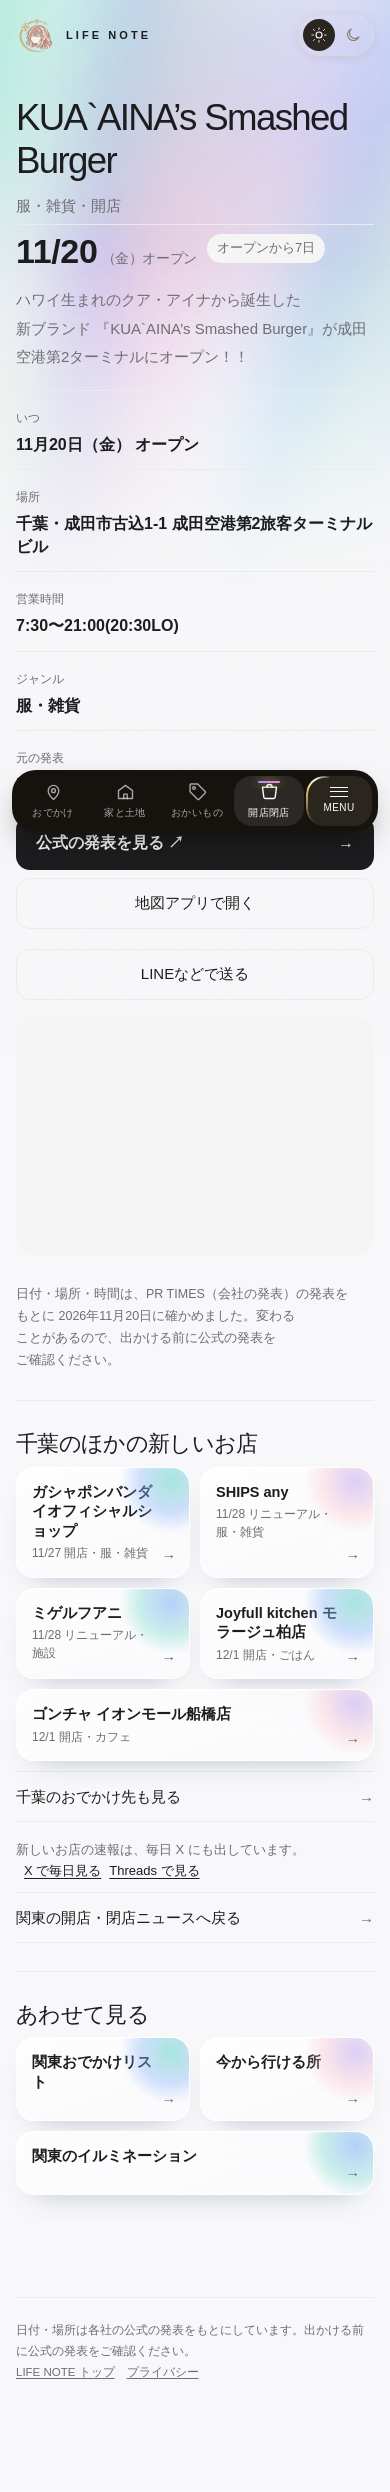 LIFE NOTE
KUA`AINA’s Smashed
Burger
服・雑貨・開店
11/20 （金）オープン オープンから7日
ハワイ生まれのクア・アイナから誕生した
新ブランド 『KUA`AINA’s Smashed Burger』が成田
空港第2ターミナルにオープン！！
いつ
11月20日（金） オープン
場所
千葉・成田市古込1-1 成田空港第2旅客ターミナル
ビル
営業時間
7:30〜21:00(20:30LO)
ジャンル
服・雑貨
元の発表
おでかけ 家と土地 おかいもの 開店閉店 MENU
公式の発表を見る ↗ →
地図アプリで開く
LINEなどで送る
日付・場所・時間は、PR TIMES（会社の発表）の発表を
もとに 2026年11月20日に確かめました。変わる
ことがあるので、出かける前に公式の発表を
ご確認ください。
千葉のほかの新しいお店
ガシャポンバンダ
イオフィシャルシ
ョップ
11/27 開店・服・雑貨 →
SHIPS any
11/28 リニューアル・
服・雑貨
→
ミゲルフアニ
11/28 リニューアル・
施設 →
Joyfull kitchen モ
ラージュ柏店
12/1 開店・ごはん →
ゴンチャ イオンモール船橋店
12/1 開店・カフェ →
千葉のおでかけ先も見る →
新しいお店の速報は、毎日 X にも出しています。
X で毎日見る Threads で見る
関東の開店・閉店ニュースへ戻る →
あわせて見る
関東おでかけリス
ト
→
今から行ける所
→
関東のイルミネーション
→
日付・場所は各社の公式の発表をもとにしています。出かける前
に公式の発表をご確認ください。
LIFE NOTE トップ プライバシー